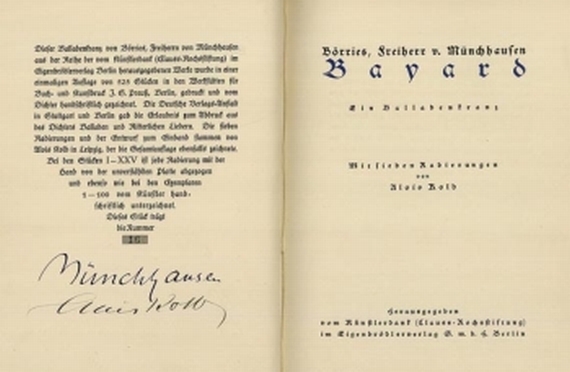 Dieser Balladenkranz von Börries, Freiherrn von Münchhausen
aus der Reihe der vom Künstlerdank (Clauss-Rochsstiftung) im
Eigenbrödlerverlag Berlin herausgegebenen Werke wurde in einer
einmaligen Auflage von 525 Stücken in den Werkstätten für
Buch- und Kunstdruck J. G. Preuß, Berlin, gedruckt und vom
Dichter handschriftlich gezeichnet. Die Deutsche Verlags-Anstalt
in Stuttgart und Berlin gab die Erlaubnis zum Abdruck aus
des Dichters Balladen und Ritterlichen Liedern. Die sieben
Radierungen und der Entwurf zum Einband stammen von
Alois Kolb in Leipzig, der die Gesamtauflage ebenfalls zeichnete.
Bei den Stücken I–XXV ist jede Radierung mit der
Hand von der unverstählten Platte abgezogen
und ebenso wie bei den Exemplaren
1–100 vom Künstler hand-
schriftlich unterzeichnet.
Dieses Stück trägt
die Nummer
Münchhausen
Alois Kolb
Börries, Freiherr v. Münchhausen
Bayard
Ein Balladenkranz
Mit sieben Radierungen
von
Alois Kolb
Herausgegeben
vom Künstlerdank (Clauss-Rochsstiftung)
im Eigenbrödlerverlag G. m. b. H. Berlin